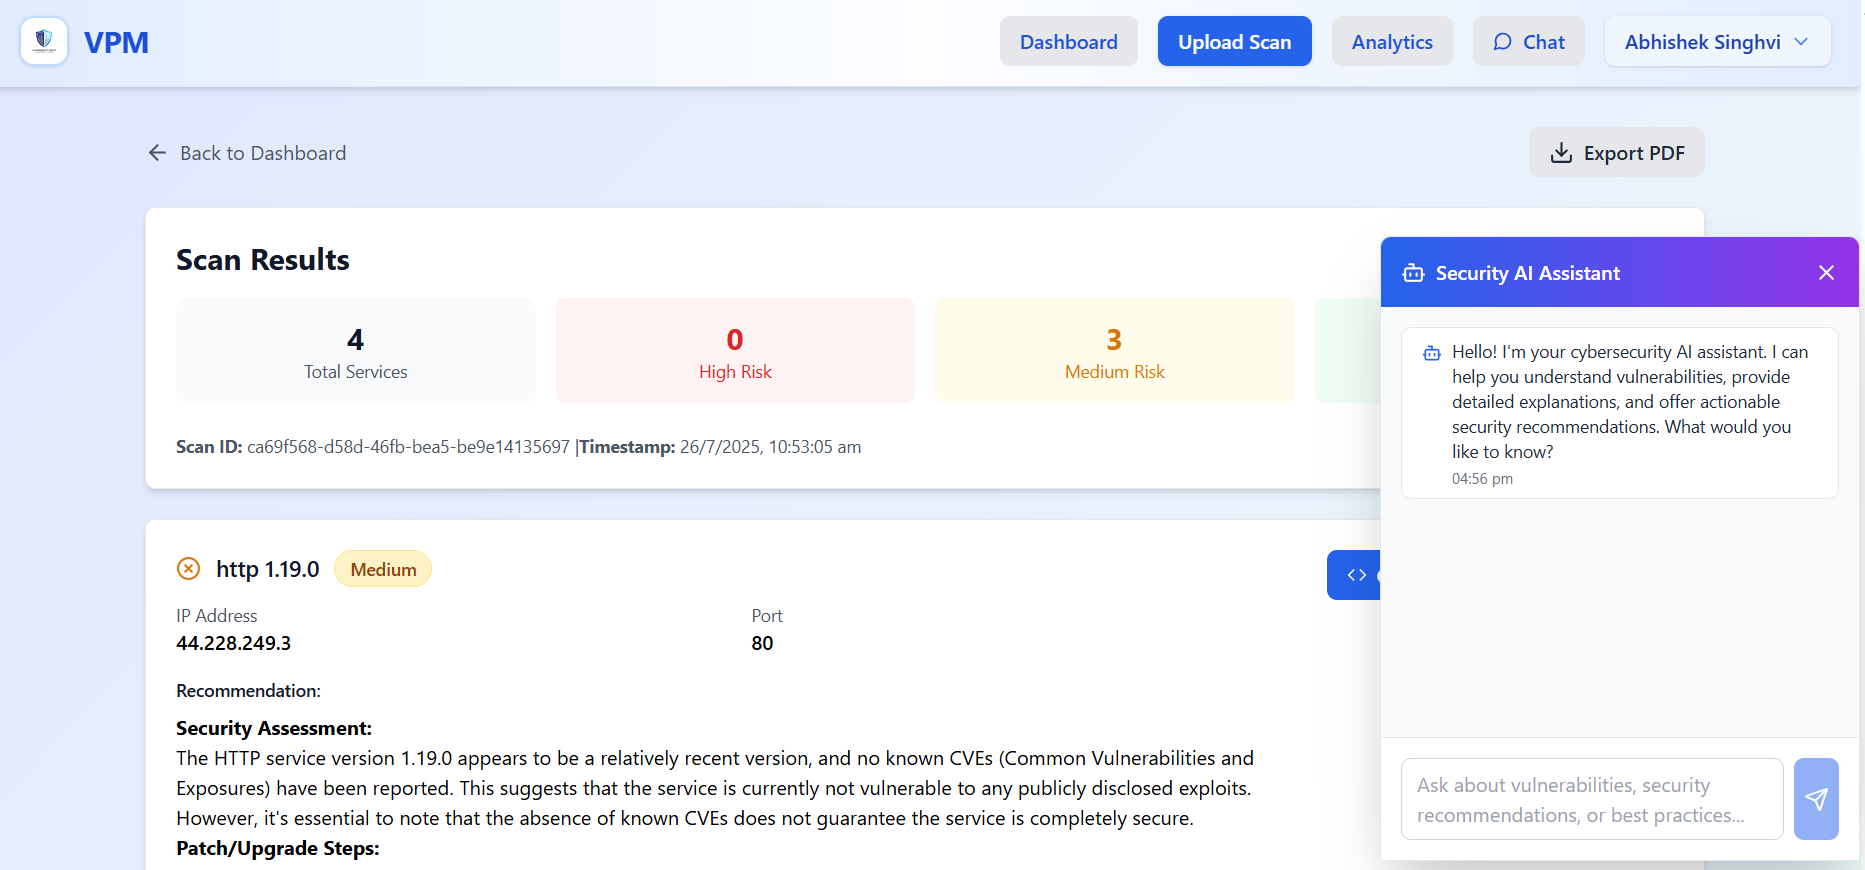 VPM
Dashboard
Upload Scan
Analytics
Chat
Abhishek Singhvi
Back to Dashboard
Export PDF
Scan Results
4
Total Services
0
High Risk
3
Medium Risk
Scan ID: ca69f568-d58d-46fb-bea5-be9e14135697 |Timestamp: 26/7/2025, 10:53:05 am
http 1.19.0
Medium
IP Address
44.228.249.3
Port
80
Recommendation:
Security Assessment:
The HTTP service version 1.19.0 appears to be a relatively recent version, and no known CVEs (Common Vulnerabilities and
Exposures) have been reported. This suggests that the service is currently not vulnerable to any publicly disclosed exploits.
However, it's essential to note that the absence of known CVEs does not guarantee the service is completely secure.
Patch/Upgrade Steps:
Security AI Assistant
Hello! I'm your cybersecurity AI assistant. I can
help you understand vulnerabilities, provide
detailed explanations, and offer actionable
security recommendations. What would you
like to know?
04:56 pm
Ask about vulnerabilities, security
recommendations, or best practices...